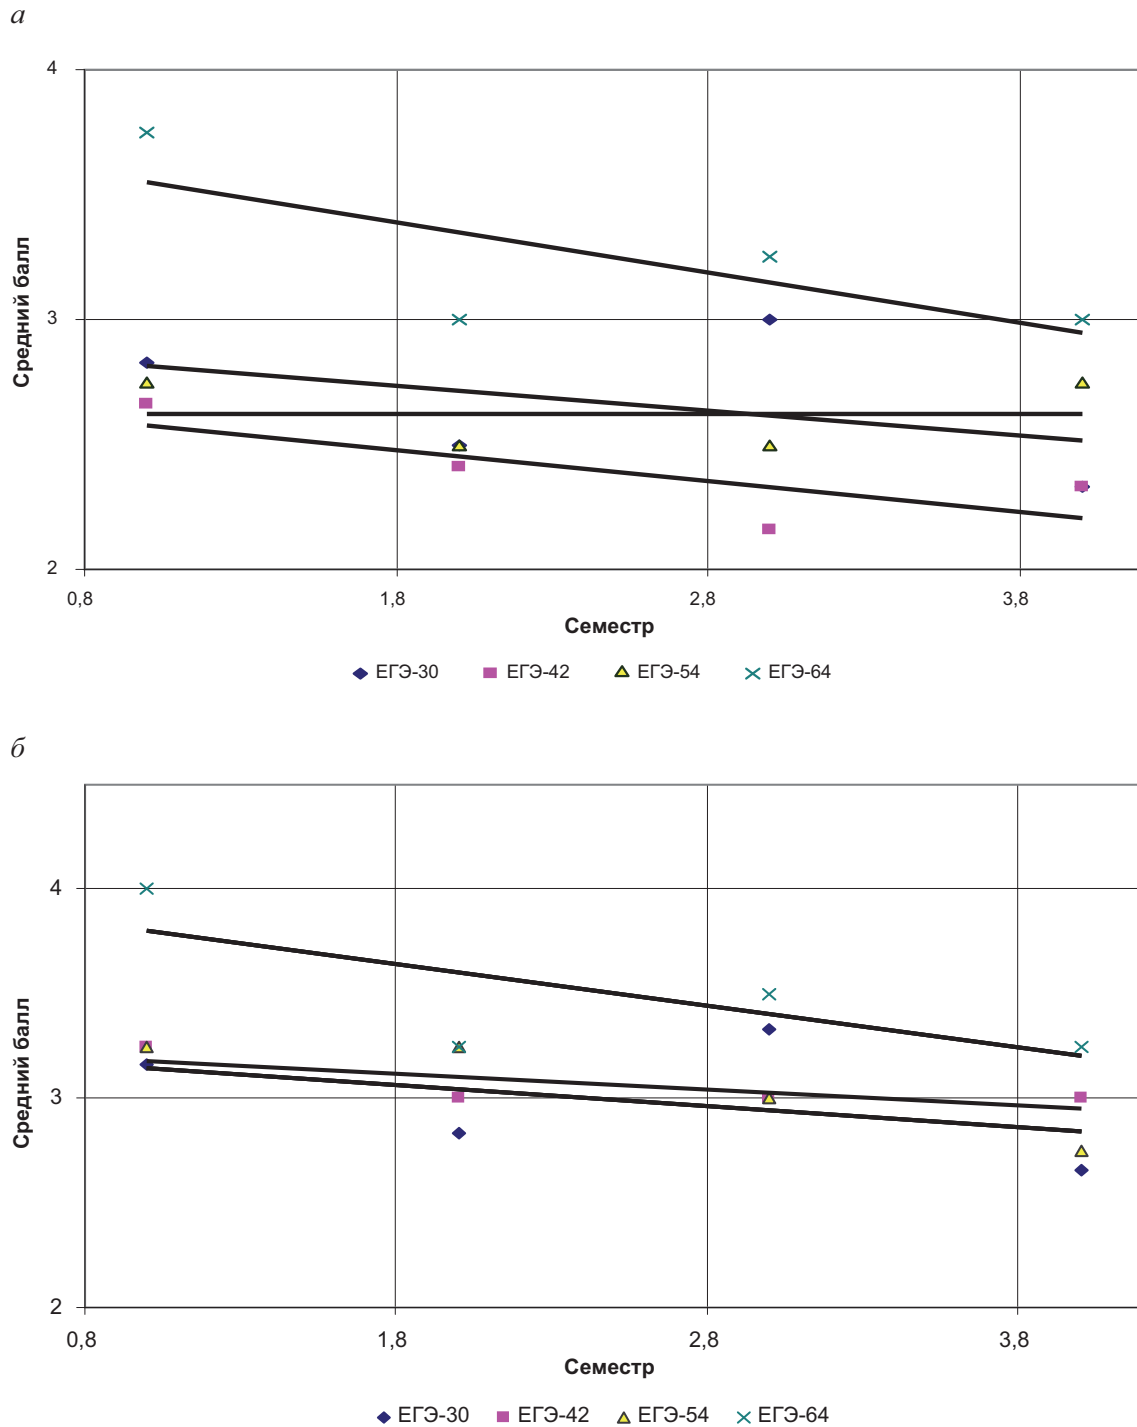 а
4
3
2
Средний балл
0,8 1,8 2,8 3,8
Семестр
ЕГЭ-30 ЕГЭ-42 ЕГЭ-54 ЕГЭ-64
б
4
3
2
Средний балл
0,8 1,8 2,8 3,8
Семестр
ЕГЭ-30 ЕГЭ-42 ЕГЭ-54 ЕГЭ-64